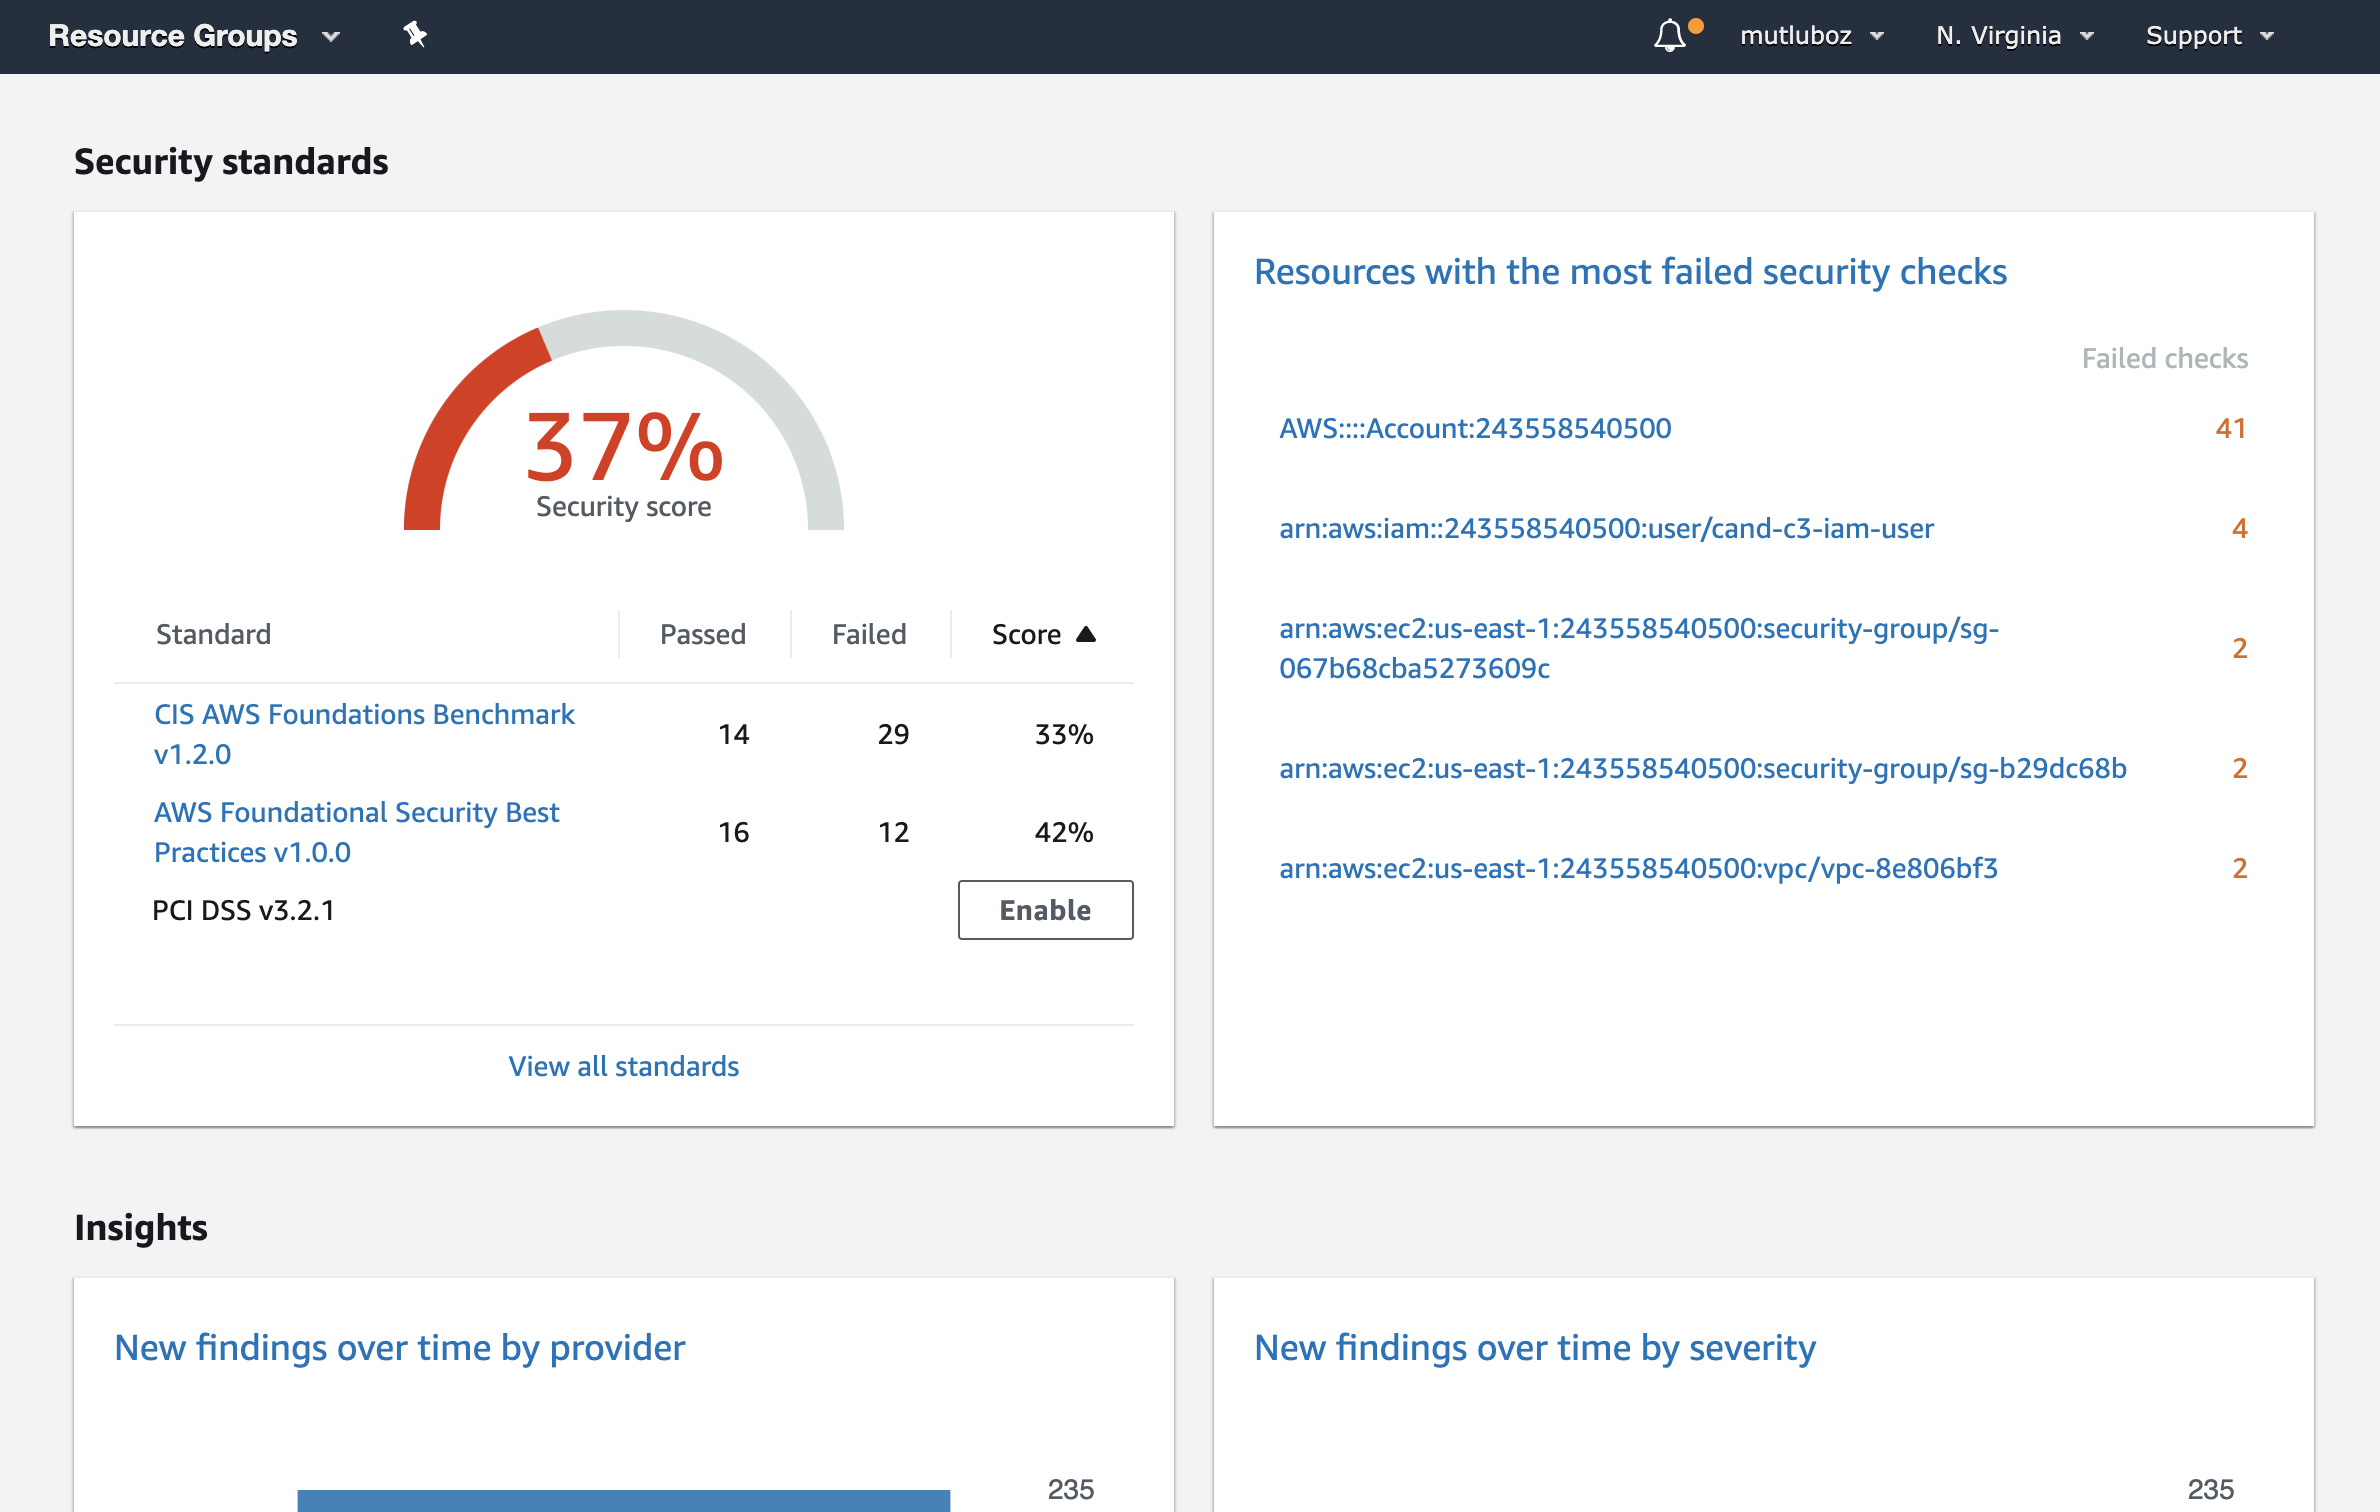 Resource Groups
mutluboz
N. Virginia
Support
Security standards
37%
Security score
Standard Passed Failed Score
CIS AWS Foundations Benchmark
v1.2.0
14 29 33%
AWS Foundational Security Best
Practices v1.0.0
16 12 42%
PCI DSS v3.2.1
Enable
View all standards
Resources with the most failed security checks
Failed checks
AWS::::Account:243558540500 41
arn:aws:iam::243558540500:user/cand-c3-iam-user 4
arn:aws:ec2:us-east-1:243558540500:security-group/sg-
067b68cba5273609c
2
arn:aws:ec2:us-east-1:243558540500:security-group/sg-b29dc68b 2
arn:aws:ec2:us-east-1:243558540500:vpc/vpc-8e806bf3 2
Insights
New findings over time by provider
235
New findings over time by severity
235